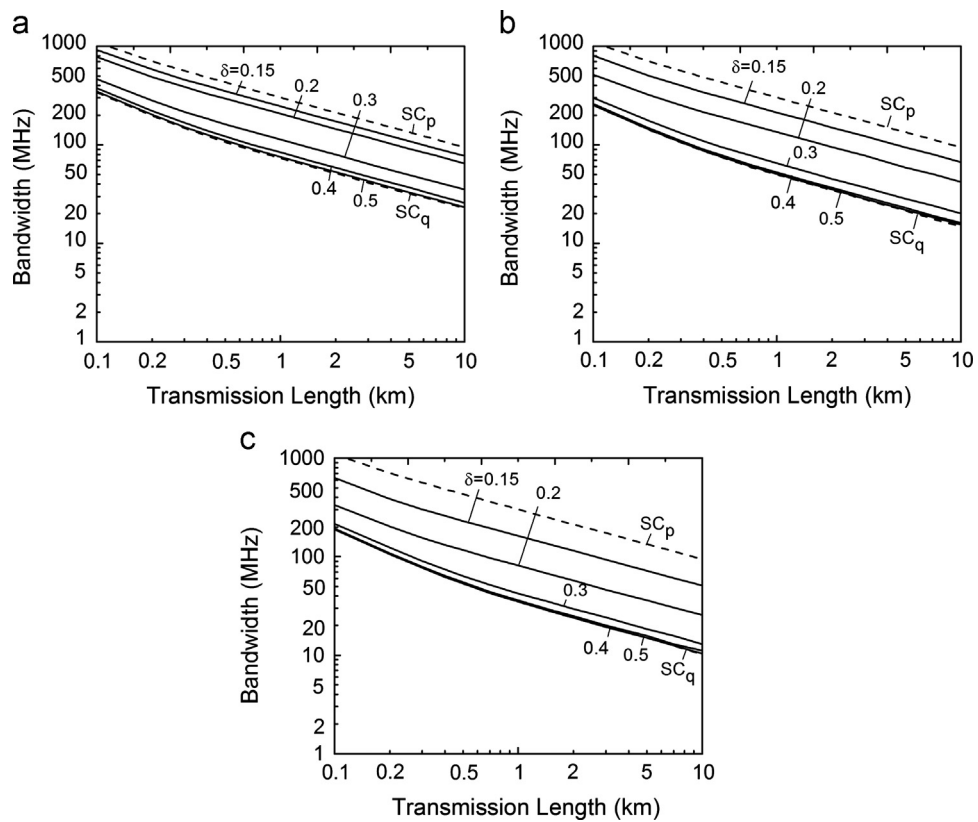 a
1000
500
200
100
50
20
10
5
2
1
0.1 0.2 0.5 1 2 5 10
Bandwidth (MHz)
Transmission Length (km)
δ=0.15
0.2
0.3
SCp
0.4
0.5
SCq
b
1000
500
200
100
50
20
10
5
2
1
0.1 0.2 0.5 1 2 5 10
Bandwidth (MHz)
Transmission Length (km)
δ=0.15
0.2
SCp
0.3
0.4
0.5
SCq
c
1000
500
200
100
50
20
10
5
2
1
0.1 0.2 0.5 1 2 5 10
Bandwidth (MHz)
Transmission Length (km)
δ=0.15
0.2
SCp
0.3
0.4
0.5
SCq